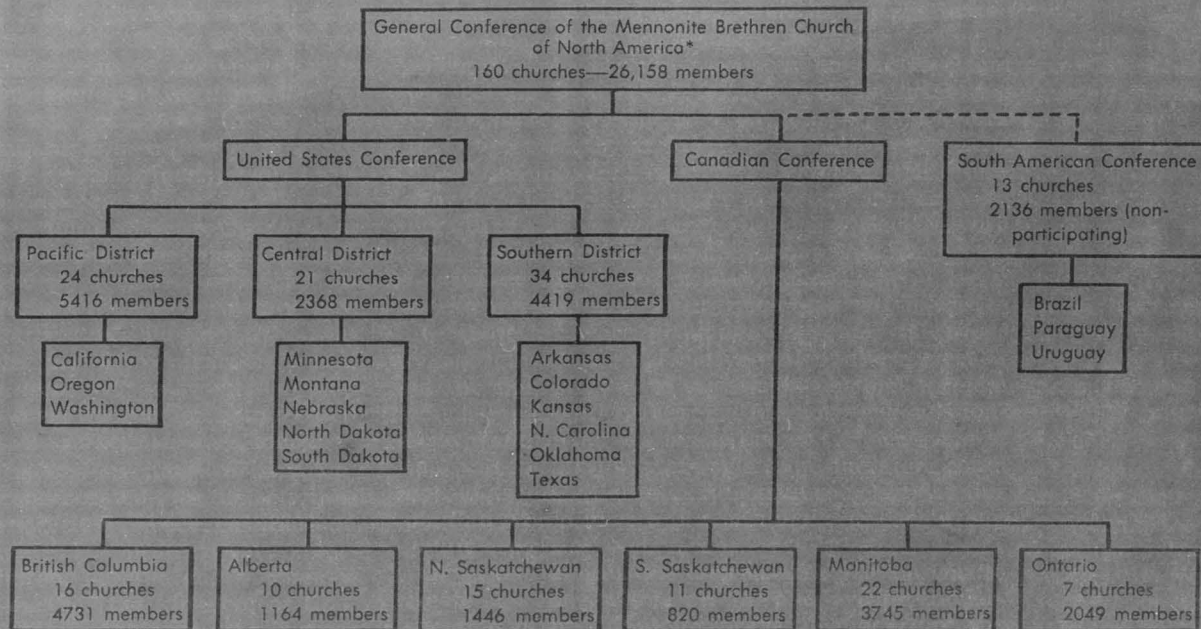 General Conference of the Mennonite Brethren Church
of North America*
160 churches—26,158 members
United States Conference
Canadian Conference
South American Conference
13 churches
2136 members (non-
participating)
Pacific District
24 churches
5416 members
Central District
21 churches
2368 members
Southern District
34 churches
4419 members
Brazil
Paraguay
Uruguay
California
Oregon
Washington
Minnesota
Montana
Nebraska
North Dakota
South Dakota
Arkansas
Colorado
Kansas
N. Carolina
Oklahoma
Texas
British Columbia
16 churches
4731 members
Alberta
10 churches
1164 members
N. Saskatchewan
15 churches
1446 members
S. Saskatchewan
11 churches
820 members
Manitoba
22 churches
3745 members
Ontario
7 churches
2049 members